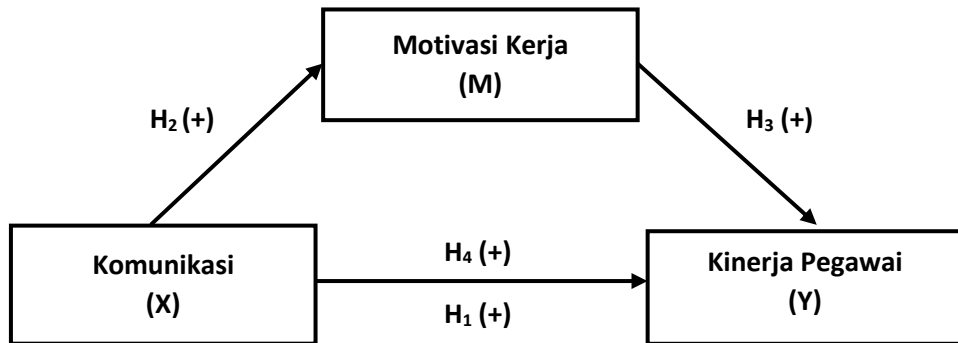 Motivasi Kerja
(M)
H₂ (+)
H₃ (+)
Komunikasi
(X)
H₄ (+)
H₁ (+)
Kinerja Pegawai
(Y)